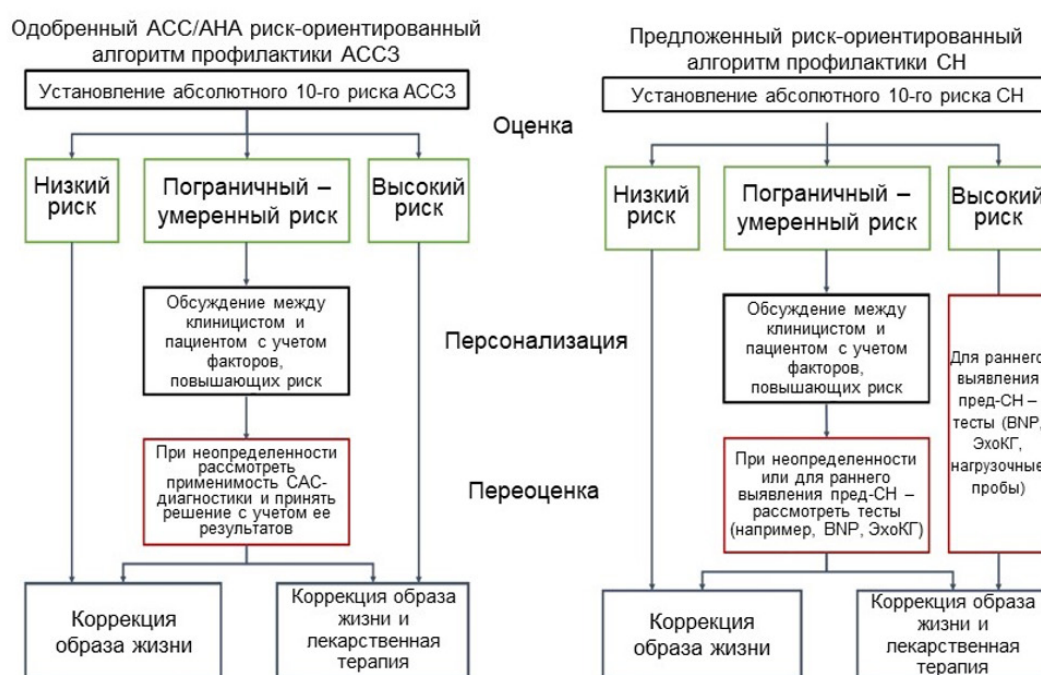 Одобренный АСС/АНА риск-ориентированный
алгоритм профилактики АССЗ
Установление абсолютного 10-го риска АССЗ
Низкий
риск
Пограничный –
умеренный риск
Высокий
риск
Обсуждение между
клиницистом и
пациентом с учетом
факторов,
повышающих риск
При неопределенности
рассмотреть
применимость САС-
диагностики и принять
решение с учетом ее
результатов
Коррекция
образа жизни
Коррекция образа
жизни и
лекарственная
терапия
Оценка
Персонализация
Переоценка
Предложенный риск-ориентированный
алгоритм профилактики СН
Установление абсолютного 10-го риска СН
Низкий
риск
Пограничный –
умеренный риск
Высокий
риск
Обсуждение между
клиницистом и
пациентом с учетом
факторов,
повышающих риск
Для раннего
выявления
пред-СН –
тесты (BNP,
ЭхоКГ,
нагрузочные
пробы)
При неопределенности
или для раннего
выявления пред-СН –
рассмотреть тесты
(например, BNP, ЭхоКГ)
Коррекция
образа жизни
Коррекция образа
жизни и
лекарственная
терапия